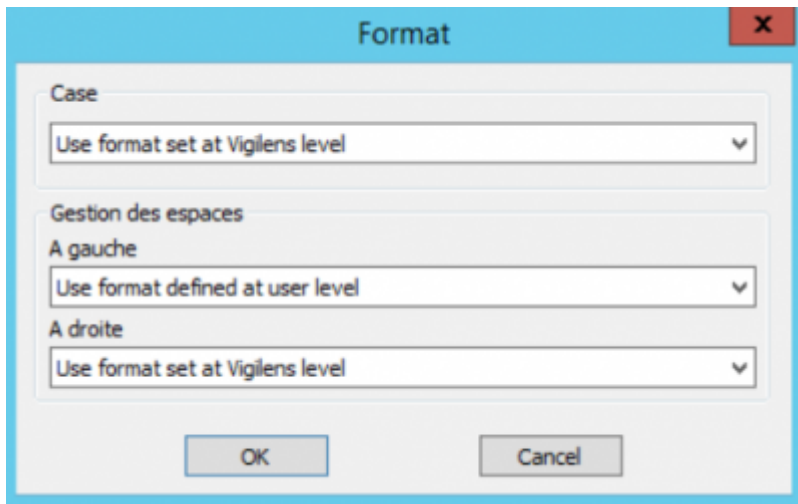 Format
x
Case
Use format set at Vigilens level
Gestion des espaces
A gauche
Use format defined at user level
A droite
Use format set at Vigilens level
OK
Cancel